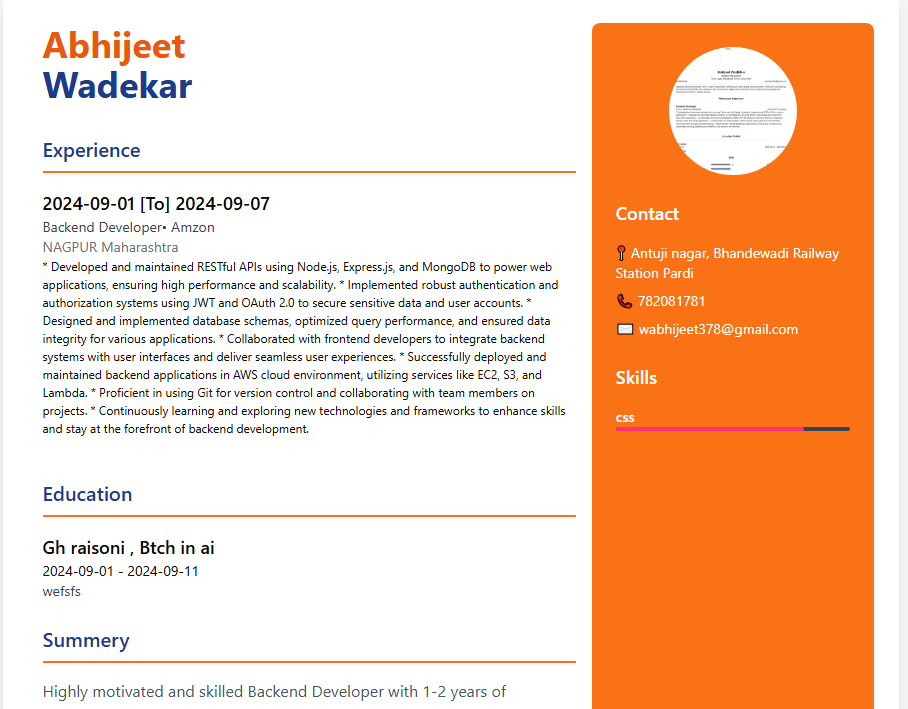 Abhijeet
Wadekar
Experience
2024-09-01 [To] 2024-09-07
Backend Developer• Amzon
NAGPUR Maharashtra
* Developed and maintained RESTful APIs using Node.js, Express.js, and MongoDB to power web
applications, ensuring high performance and scalability. * Implemented robust authentication and
authorization systems using JWT and OAuth 2.0 to secure sensitive data and user accounts. *
Designed and implemented database schemas, optimized query performance, and ensured data
integrity for various applications. * Collaborated with frontend developers to integrate backend
systems with user interfaces and deliver seamless user experiences. * Successfully deployed and
maintained backend applications in AWS cloud environment, utilizing services like EC2, S3, and
Lambda. * Proficient in using Git for version control and collaborating with team members on
projects. * Continuously learning and exploring new technologies and frameworks to enhance skills
and stay at the forefront of backend development.
Education
Gh raisoni , Btch in ai
2024-09-01 - 2024-09-11
wefsfs
Summery
Highly motivated and skilled Backend Developer with 1-2 years of
Contact
Antuji nagar, Bhandewadi Railway
Station Pardi
782081781
wabhijeet378@gmail.com
Skills
css